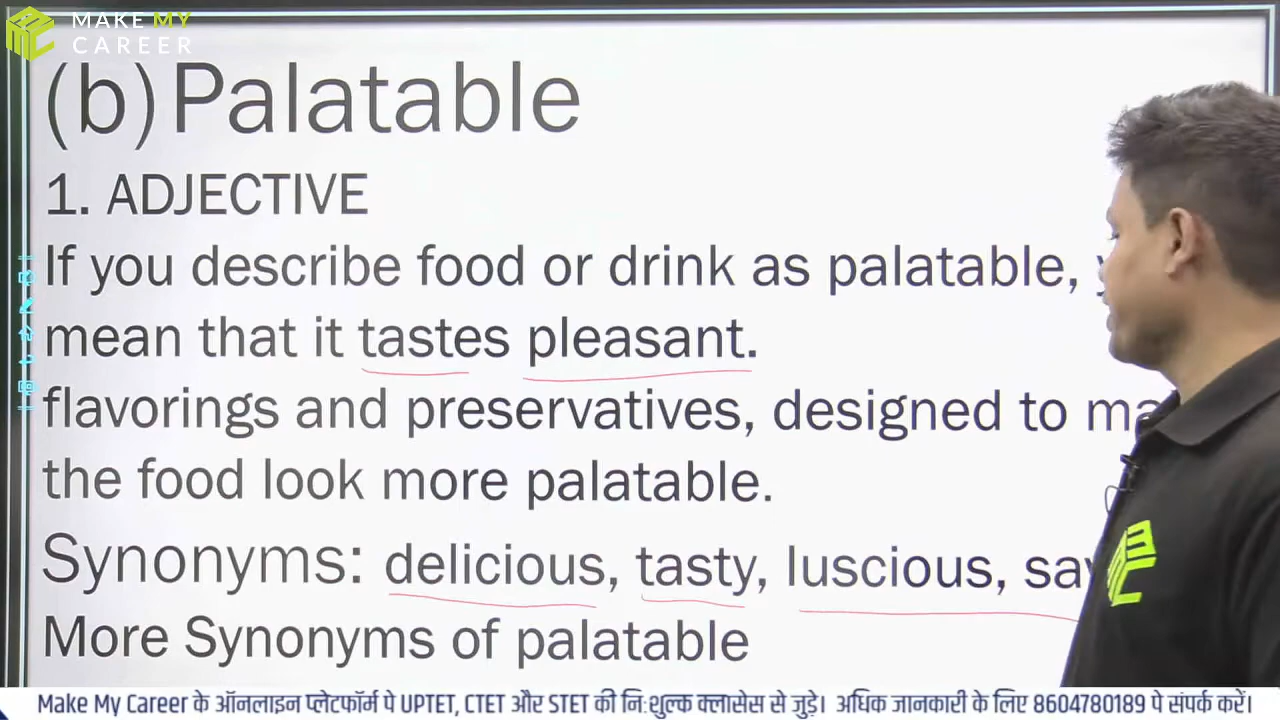 MAKE MY
CAREER
(b) Palatable
1. ADJECTIVE
If you describe food or drink as palatable,
mean that it tastes pleasant.
flavorings and preservatives, designed to
the food look more palatable.
Synonyms: delicious, tasty, luscious,
More Synonyms of palatable
Make My Career के ऑनलाइन प्लेटफॉर्म पे UPTET, CTET और STET की नि:शुल्क क्लासेस से जुड़े। अधिक जानकारी के लिए 8604780189 पे संपर्क करें।